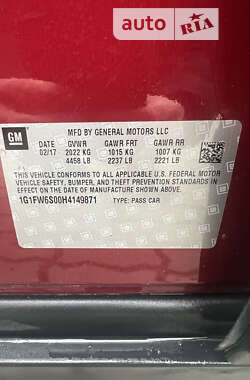 auto RIA
GM
MFD BY GENERAL MOTORS LLC
DATE GVWR GAWR FRT GAWR RR
02/17 2022 KG 1015 KG 1007 KG
4458 LB 2237 LB 2221 LB
THIS VEHICLE CONFORMS TO ALL APPLICABLE U.S. FEDERAL MOTOR
VEHICLE SAFETY, BUMPER, AND THEFT PREVENTION STANDARDS IN EFFECT
ON THE DATE OF MANUFACTURE SHOWN ABOVE.
1G1FW6S00H4149871 TYPE: PASS CAR